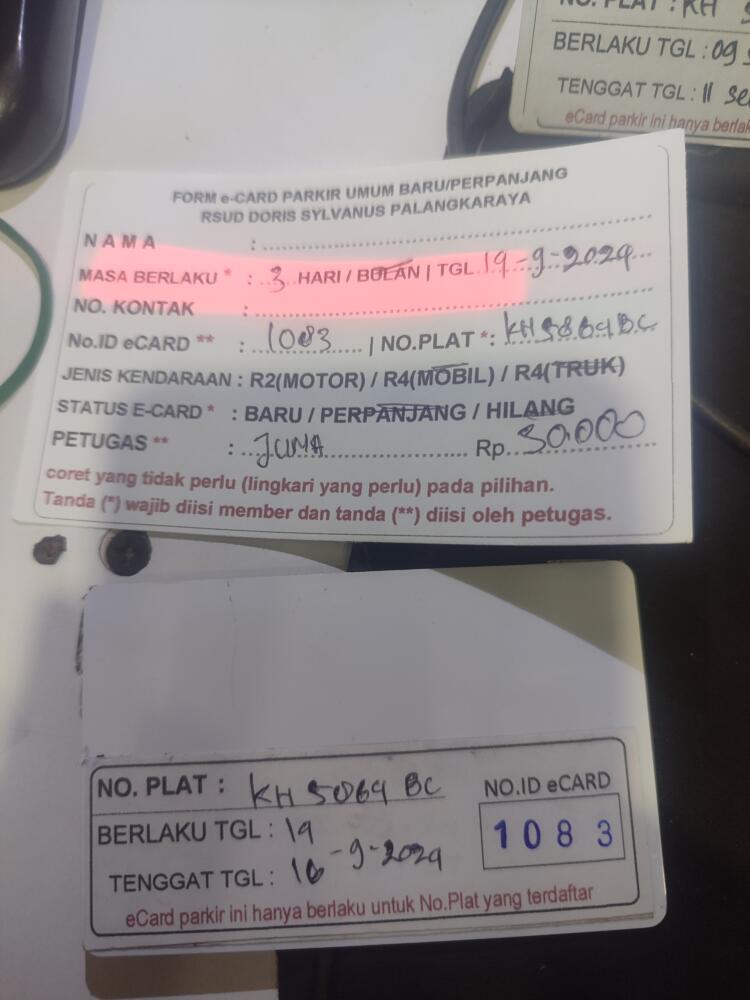 NO. PLAT : KH
BERLAKU TGL : 09
TENGGAT TGL : 11 se
eCard parkir ini hanya berlak
FORM e-CARD PARKIR UMUM BARU/PERPANJANG
RSUD DORIS SYLVANUS PALANGKARAYA
NAMA :
MASA BERLAKU * : 3 HARI / BULAN | TGL 19-9-2024
NO. KONTAK :
No.ID eCARD ** : 1083 | NO.PLAT *: KH 5864 BC
JENIS KENDARAAN : R2(MOTOR) / R4(MOBIL) / R4(TRUK)
STATUS E-CARD * : BARU / PERPANJANG / HILANG
PETUGAS ** : JUMA Rp. 30.000
coret yang tidak perlu (lingkari yang perlu) pada pilihan.
Tanda (*) wajib diisi member dan tanda (**) diisi oleh petugas.
NO. PLAT : KH 5864 BC
NO.ID eCARD
1083
BERLAKU TGL : 19
TENGGAT TGL : 16 -9-2024
eCard parkir ini hanya berlaku untuk No.Plat yang terdaftar